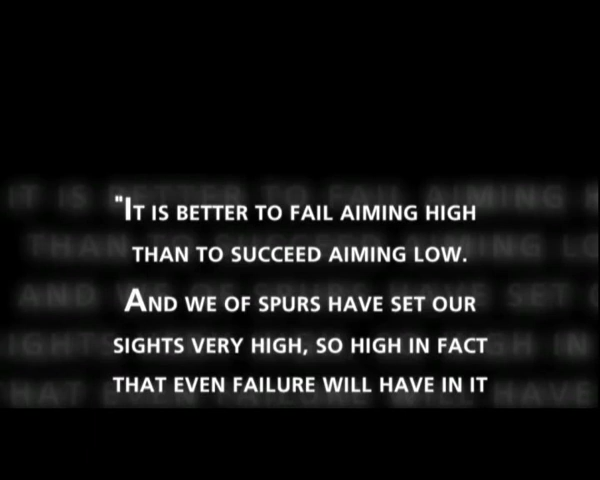 "IT IS BETTER TO FAIL AIMING HIGH
THAN TO SUCCEED AIMING LOW.
AND WE OF SPURS HAVE SET OUR
SIGHTS VERY HIGH, SO HIGH IN FACT
THAT EVEN FAILURE WILL HAVE IN IT